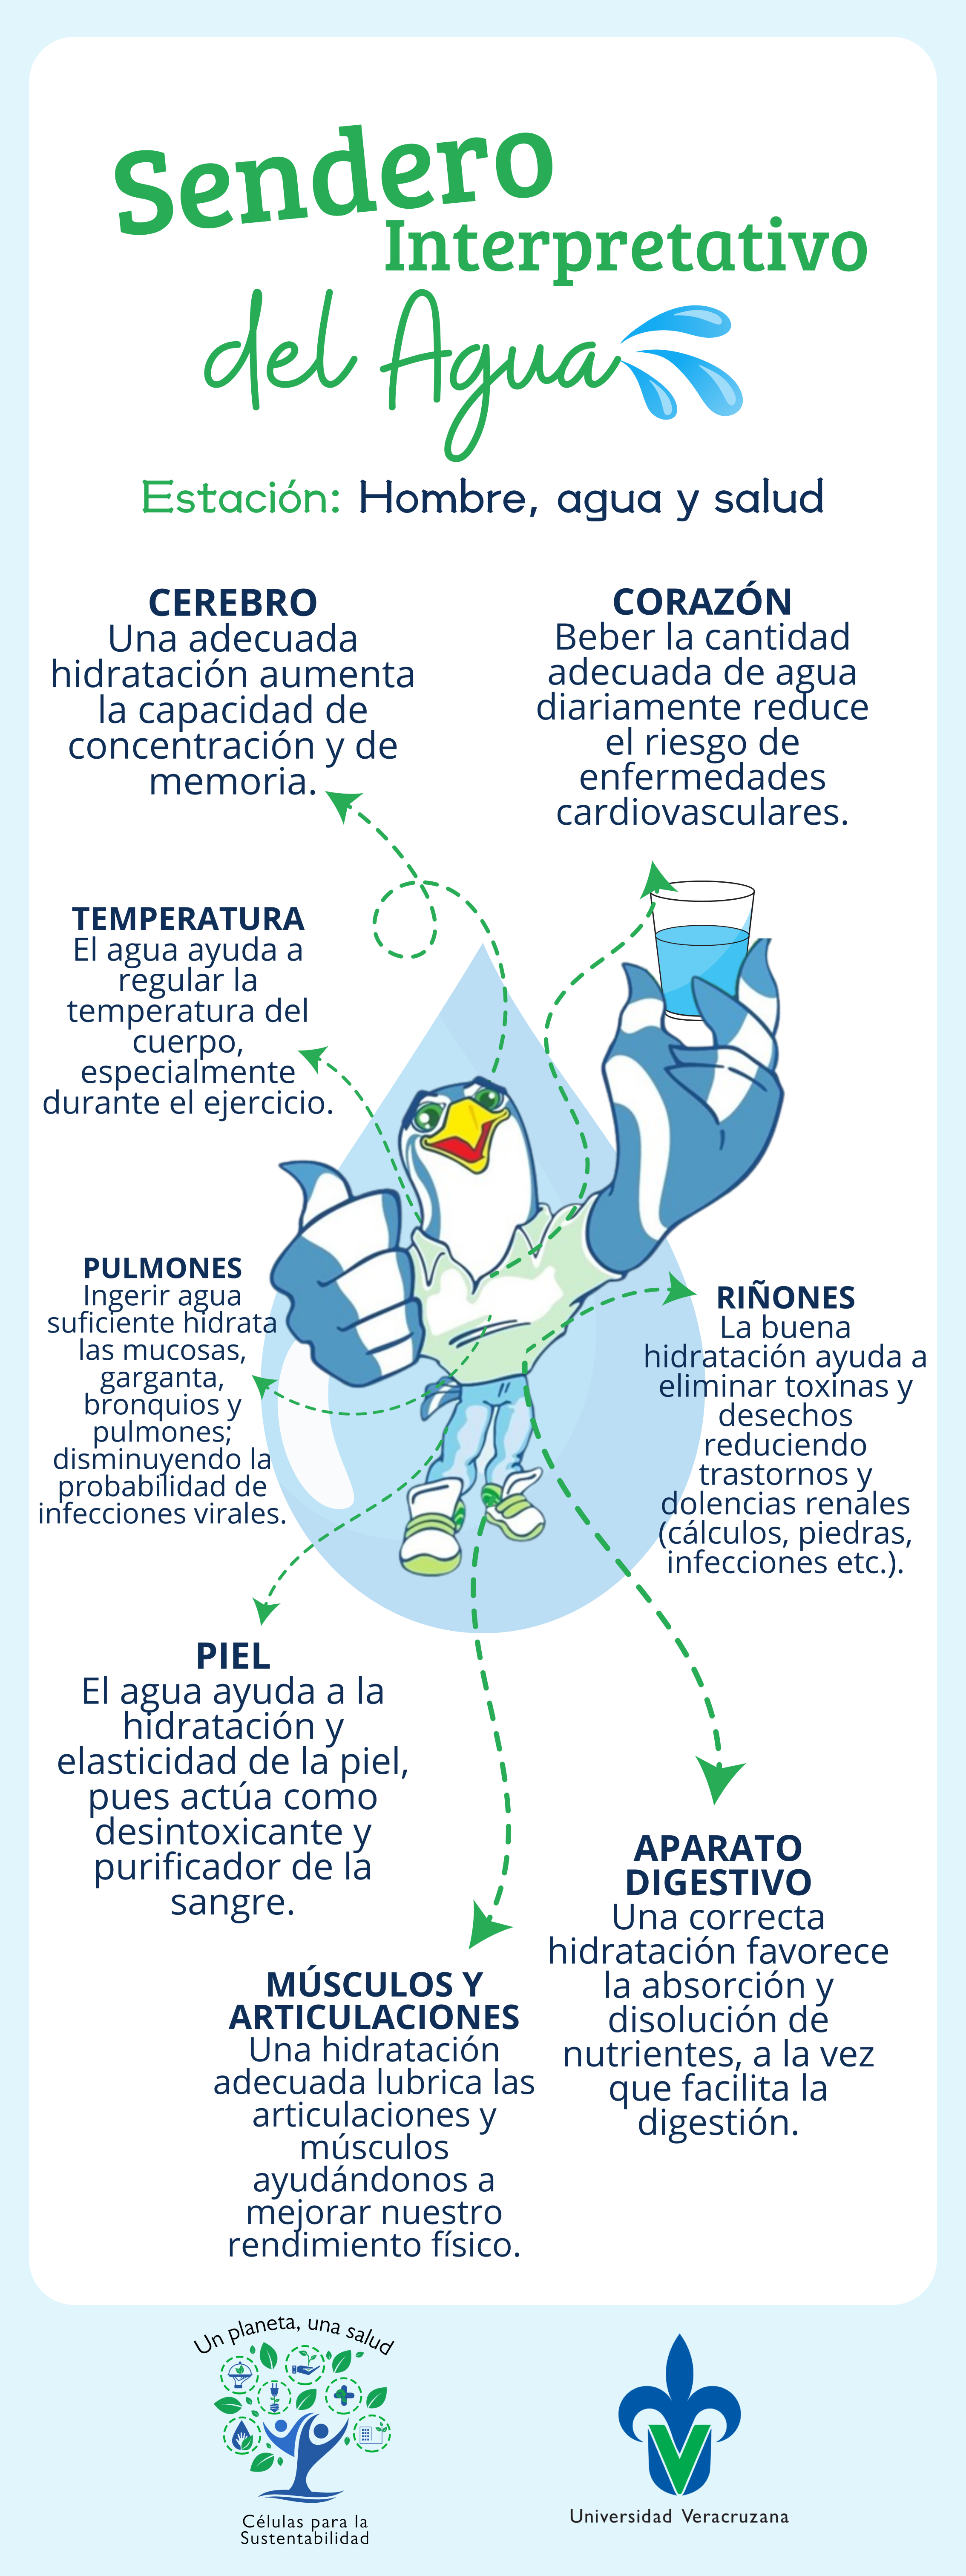 Sendero
Interpretativo
del Agua
Estación: Hombre, agua y salud
CEREBRO
Una adecuada
hidratación aumenta
la capacidad de
concentración y de
memoria.
CORAZÓN
Beber la cantidad
adecuada de agua
diariamente reduce
el riesgo de
enfermedades
cardiovasculares.
TEMPERATURA
El agua ayuda a
regular la
temperatura del
cuerpo,
especialmente
durante el ejercicio.
PULMONES
Ingerir agua
suficiente hidrata
las mucosas,
garganta,
bronquios y
pulmones;
disminuyendo la
probabilidad de
infecciones virales.
RIÑONES
La buena
hidratación ayuda a
eliminar toxinas y
desechos
reduciendo
trastornos y
dolencias renales
(cálculos, piedras,
infecciones etc.).
PIEL
El agua ayuda a la
hidratación y
elasticidad de la piel,
pues actúa como
desintoxicante y
purificador de la
sangre.
APARATO
DIGESTIVO
Una correcta
hidratación favorece
la absorción y
disolución de
nutrientes, a la vez
que facilita la
digestión.
MÚSCULOS Y
ARTICULACIONES
Una hidratación
adecuada lubrica las
articulaciones y
músculos
ayudándonos a
mejorar nuestro
rendimiento físico.
Un planeta, una salud
Células para la
Sustentabilidad
Universidad Veracruzana